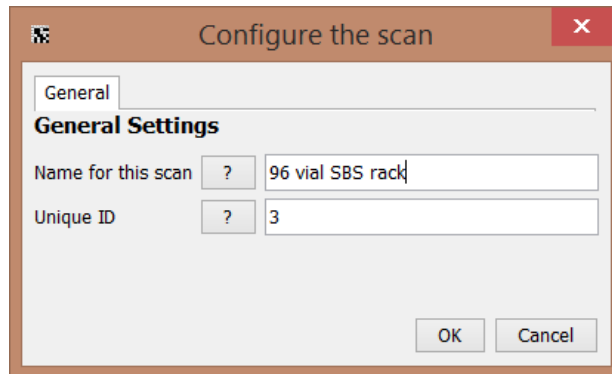 Configure the scan
General
General Settings
Name for this scan ? 96 vial SBS rack
Unique ID ? 3
OK Cancel